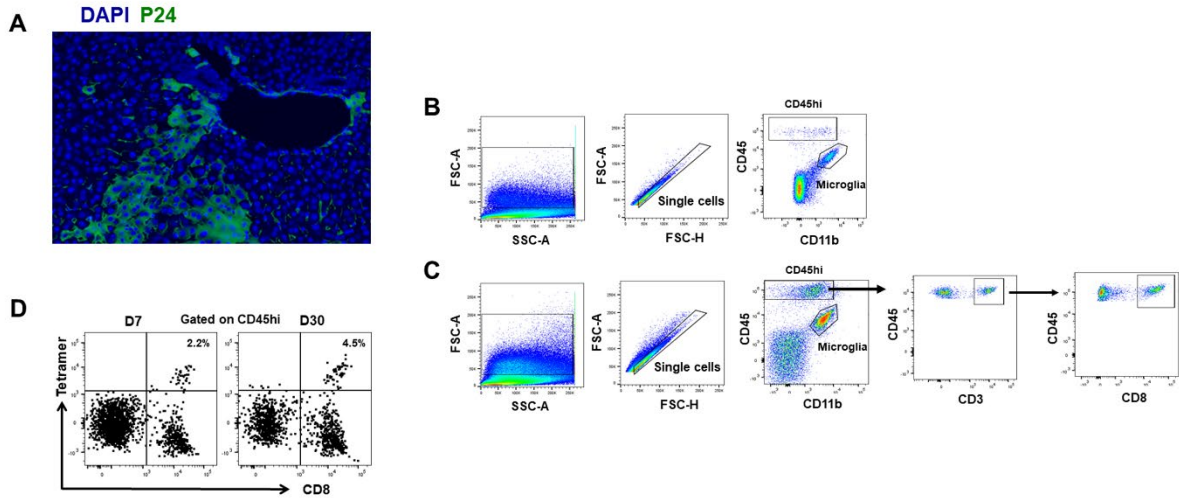 A
DAPI P24
B
FSC-A
SSC-A
FSC-A
Single cells
FSC-H
CD45hi
CD45
Microglia
CD11b
C
FSC-A
SSC-A
FSC-A
Single cells
FSC-H
CD45hi
CD45
Microglia
CD11b
CD45
CD3
CD45
CD8
D
D7 Gated on CD45hi D30
Tetramer
2.2%
4.5%
CD8